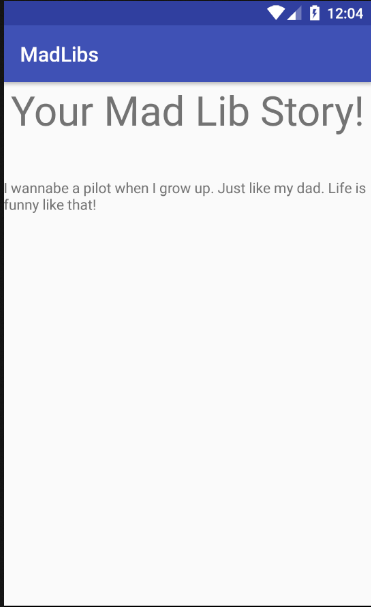 12:04
MadLibs
Your Mad Lib Story!
I wannabe a pilot when I grow up. Just like my dad. Life is
funny like that!